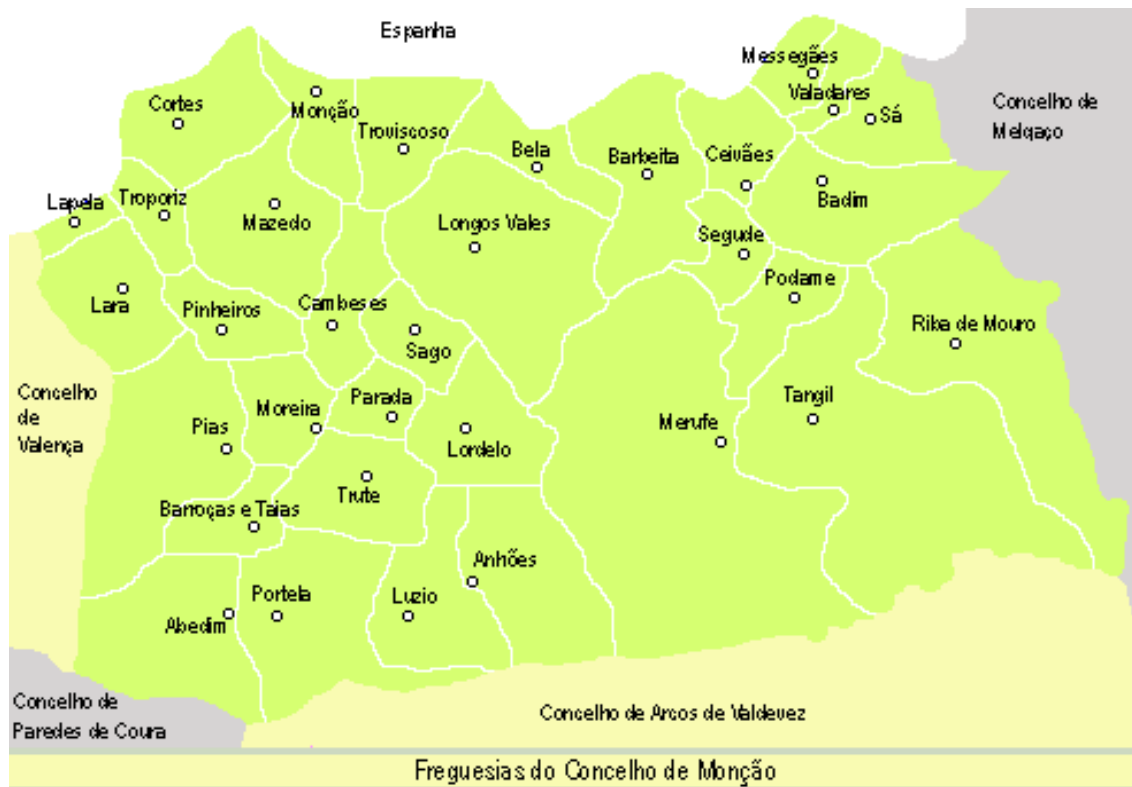 Espanha
Messegães
Cortes
Monção
Valadares
Sá
Concelho de
Melgaço
Troviscoso
Bela
Barbeita
Ceivães
Lapela
Troporiz
Mazedo
Longos Vales
Badim
Segude
Podame
Lara
Pinheiros
Cambeses
Sago
Riba de Mouro
Concelho
de
Valença
Moreira
Parada
Pias
Lordelo
Merufe
Tangil
Barroças e Taias
Trute
Anhões
Abedim
Portela
Luzio
Concelho de
Paredes de Coura
Concelho de Arcos de Valdevez
Freguesias do Concelho de Monção